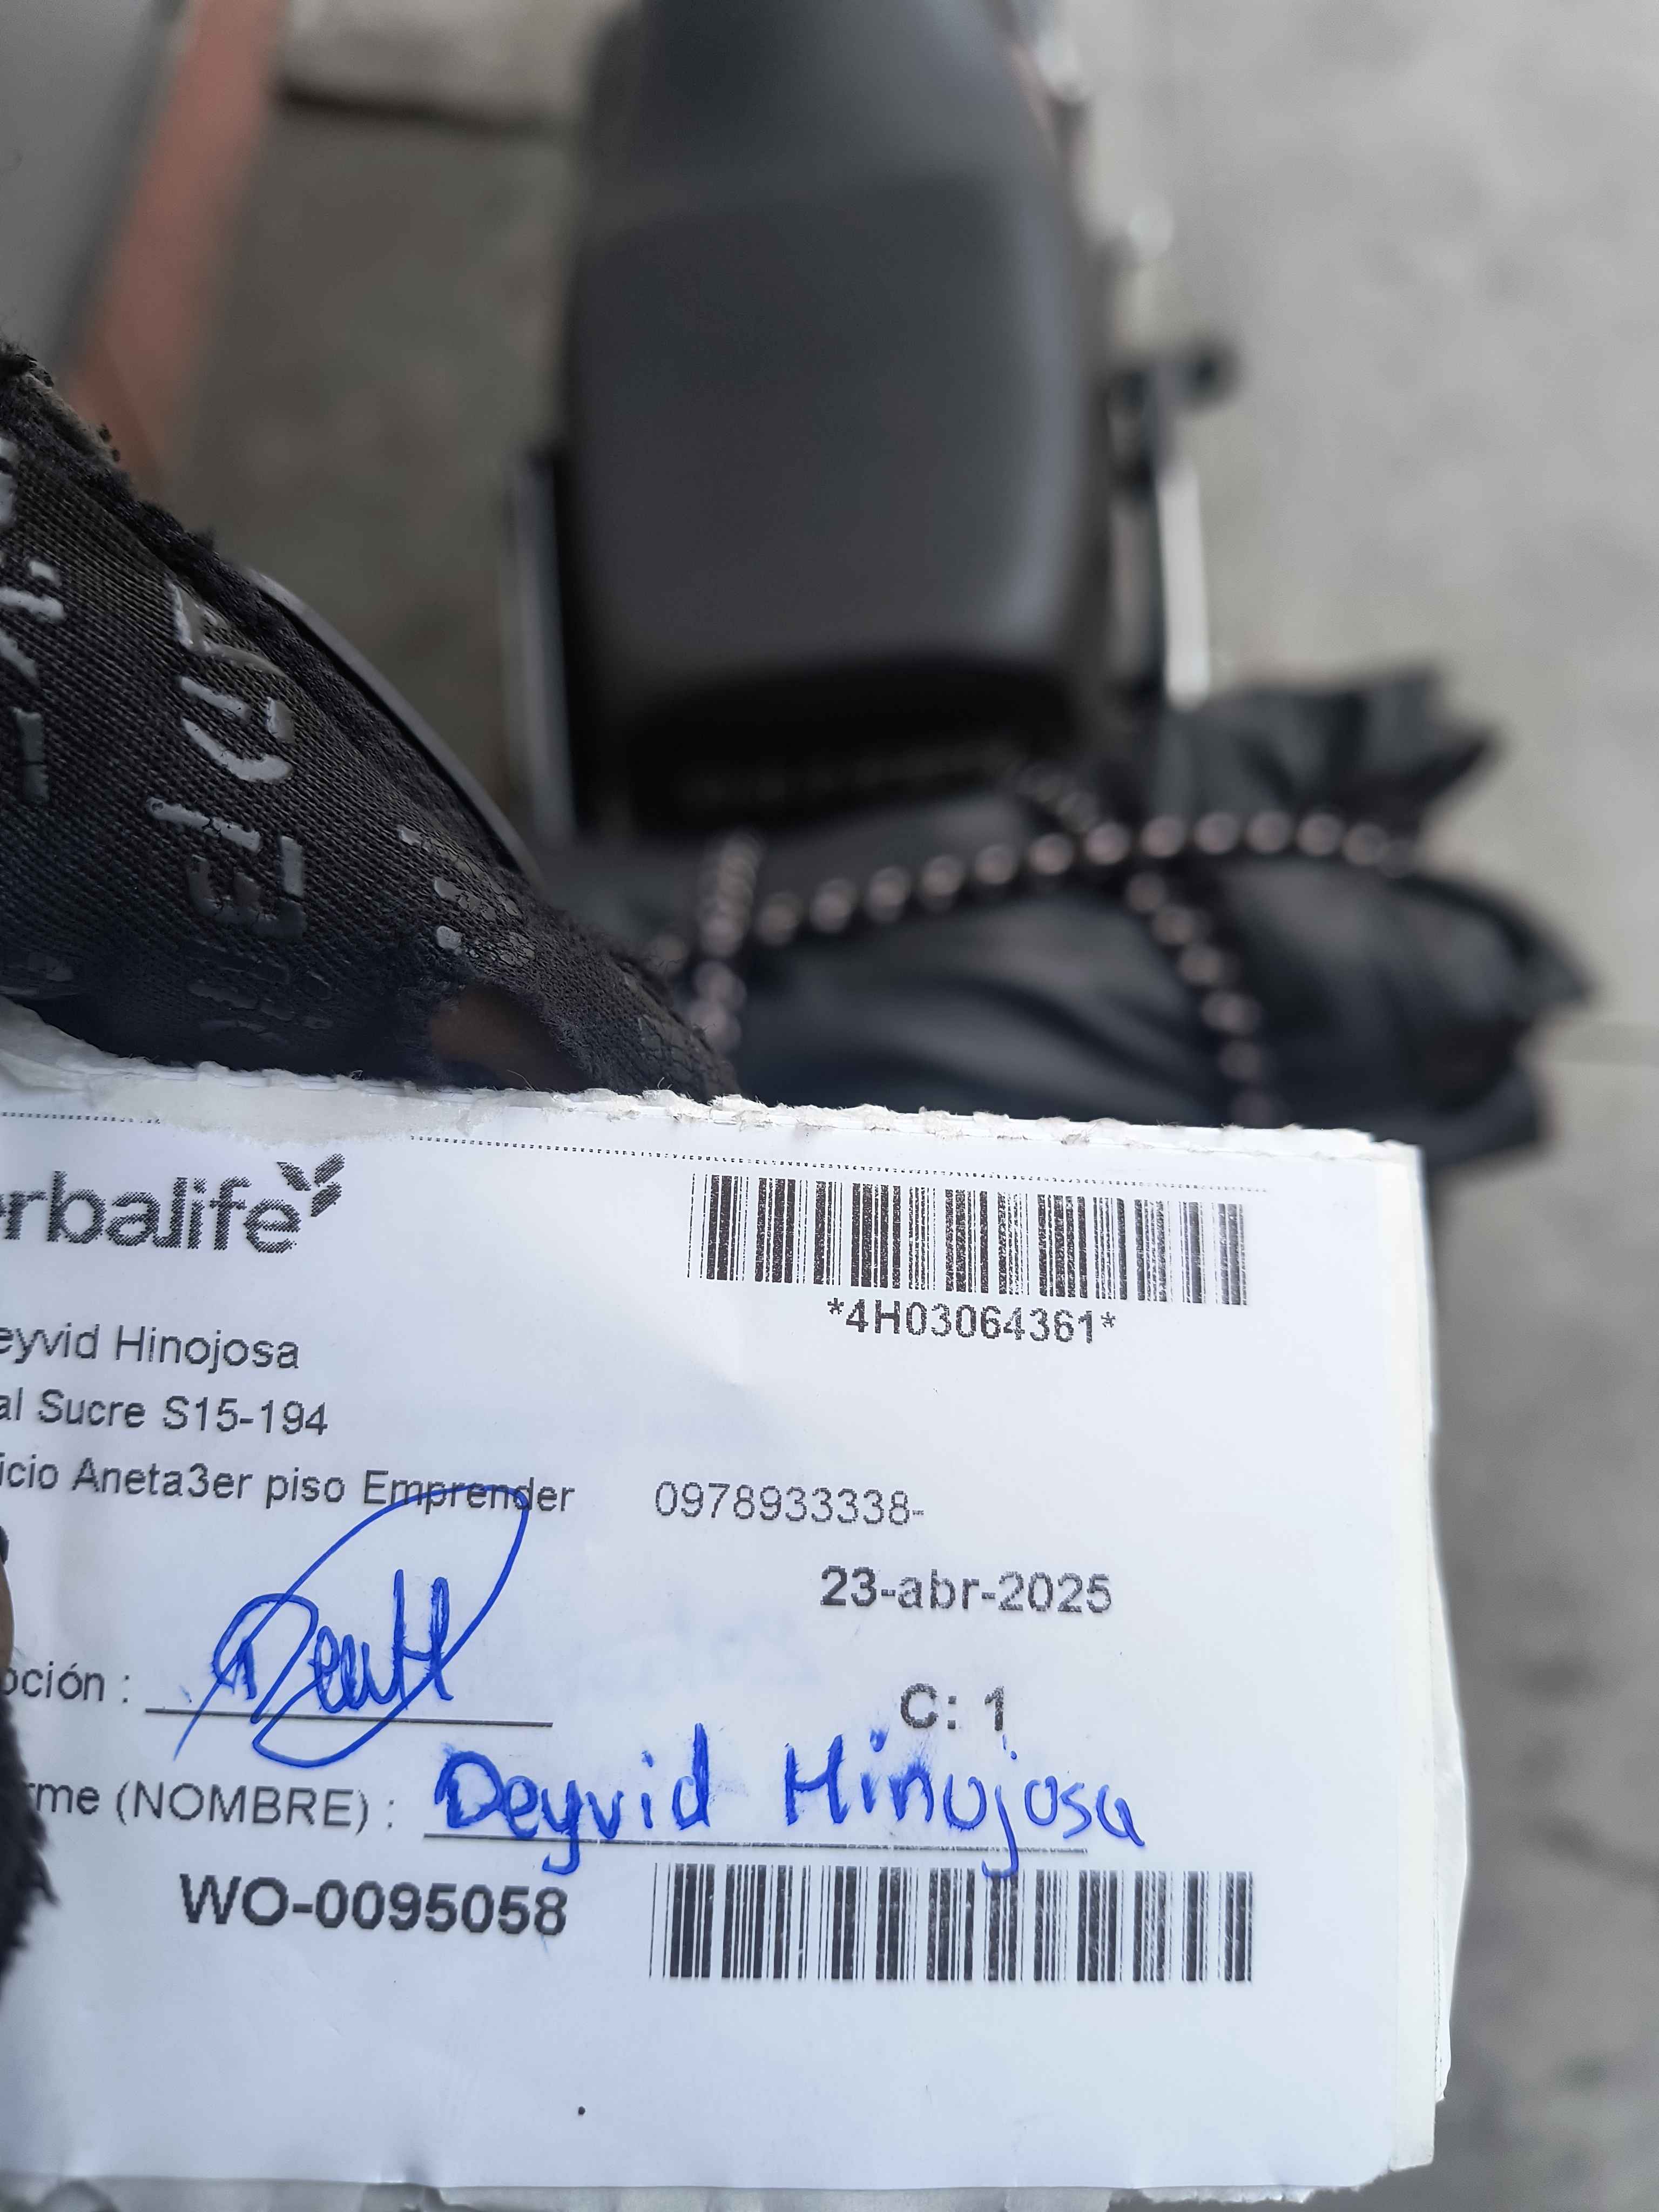 erbalife
*4H03064361*
eyvid Hinojosa
al Sucre S15-194
icio Aneta3er piso Emprender 0978933338-
23-abr-2025
pción :
C: 1
rme (NOMBRE) : Deyvid Hinojosa
WO-0095058